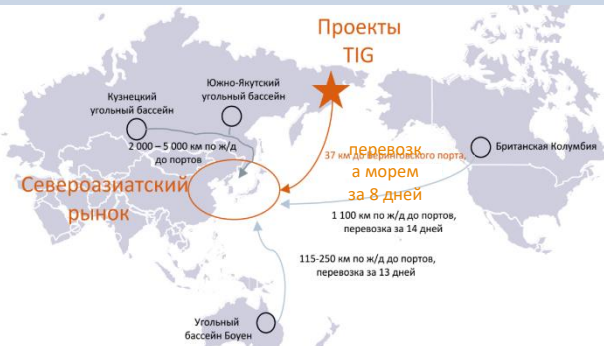 Проекты
TIG
Кузнецкий
угольный бассейн
Южно-Якутский
угольный бассейн
2 000 – 5 000 км по ж/д
до портов
37 км до Беринговского порта,
перевозк
а морем
за 8 дней
Британская Колумбия
Североазиатский
рынок
1 100 км по ж/д до портов,
перевозка за 14 дней
115-250 км по ж/д до портов,
перевозка за 13 дней
Угольный
бассейн Боуен